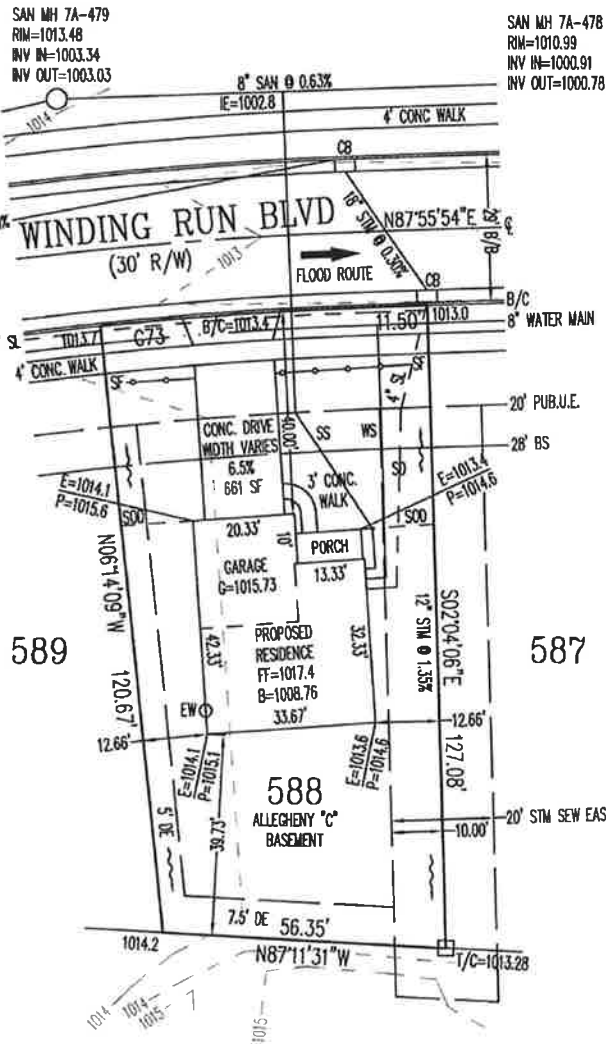 SAN MH 7A-479
RIM=1013.48
INV IN=1003.34
INV OUT=1003.03
SAN MH 7A-478
RIM=1010.99
INV IN=1000.91
INV OUT=1000.78
8" SAN @ 0.63%
IE=1002.8
1014
4' CONC WALK
CB
WINDING RUN BLVD
(30' R/W)
1013
18" STM @ 0.30%
N87°55'54"E
28' B/B
FLOOD ROUTE
CB
B/C
1013.7
C73
B/C=1013.4
11.50'
1013.0
8" WATER MAIN
SL
4' CONC. WALK
SF
SF
20' PUB.U.E.
CONC. DRIVE
WIDTH VARIES
6.5%
661 SF
40.00'
SS
WS
28' BS
SD
3' CONC.
WALK
E=1014.1
P=1015.6
E=1013.4
P=1014.6
20.33'
10'
PORCH
13.33'
GARAGE
G=1015.73
N06°14'09"W
120.67'
S02°04'06"E
127.08'
12" STM @ 1.35%
589
587
42.33'
PROPOSED
RESIDENCE
FF=1017.4
B=1008.76
33.67'
32.33'
EW
12.66'
12.66'
E=1014.1
P=1015.1
E=1013.6
P=1014.6
588
ALLEGHENY "C"
BASEMENT
39.73'
5' DE
20' STM SEW EAS
10.00'
7.5' DE
56.35'
N87°11'31"W
1014.2
T/C=1013.28
1014
1014
1015
1015